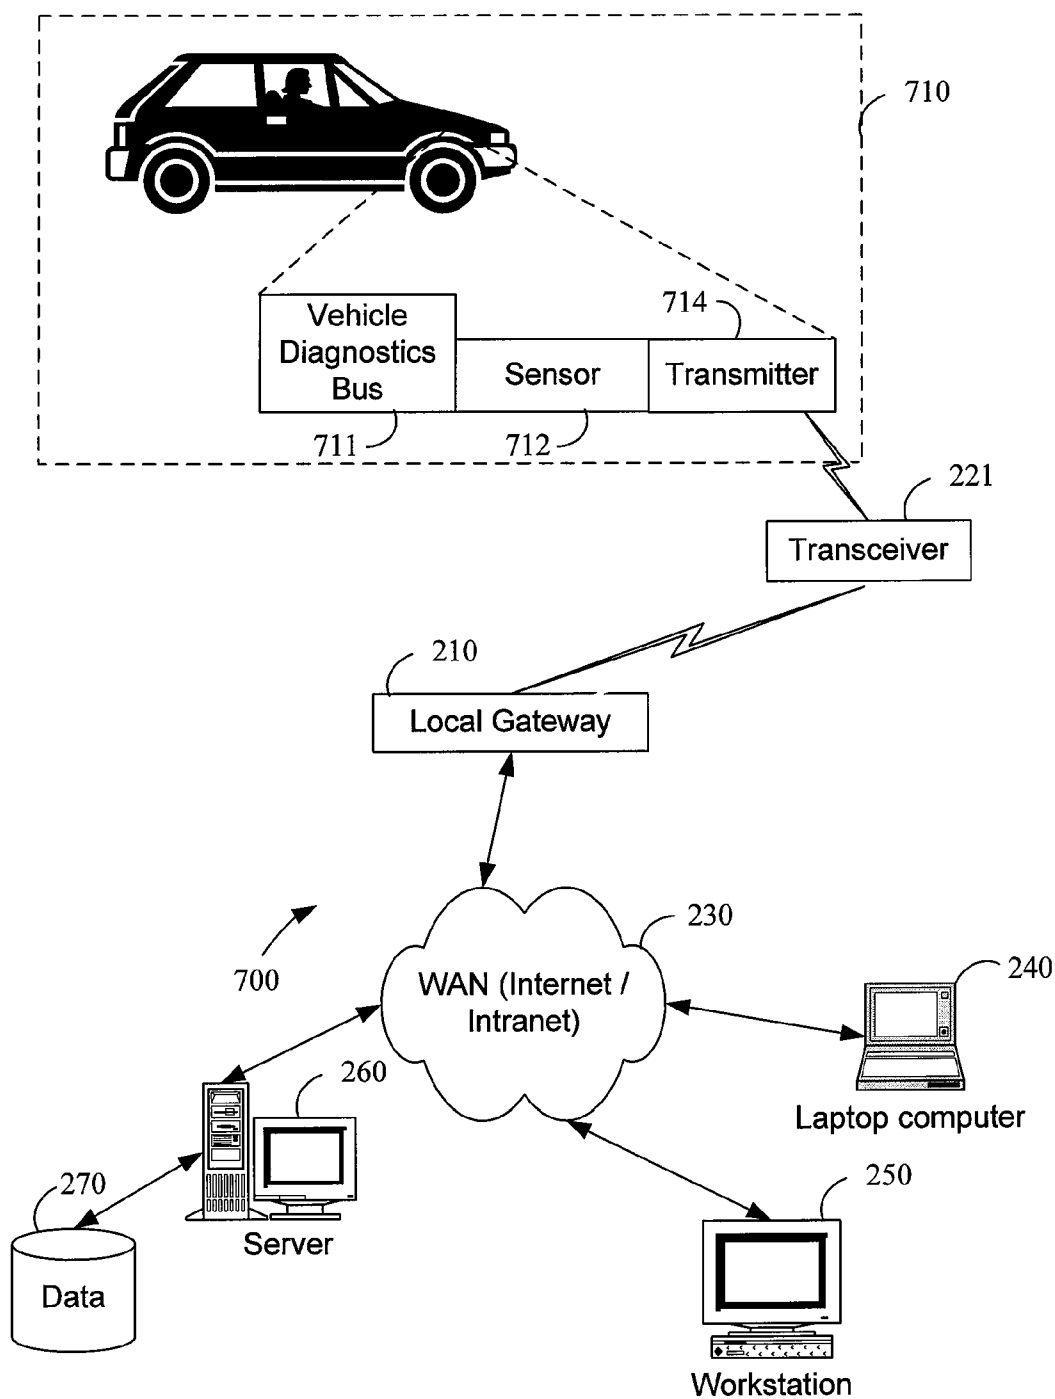 710
714
Vehicle
Diagnostics
Bus
Sensor
Transmitter
711
712
221
Transceiver
210
Local Gateway
230
700
WAN (Internet /
Intranet)
240
260
Laptop computer
270
250
Server
Data
Workstation